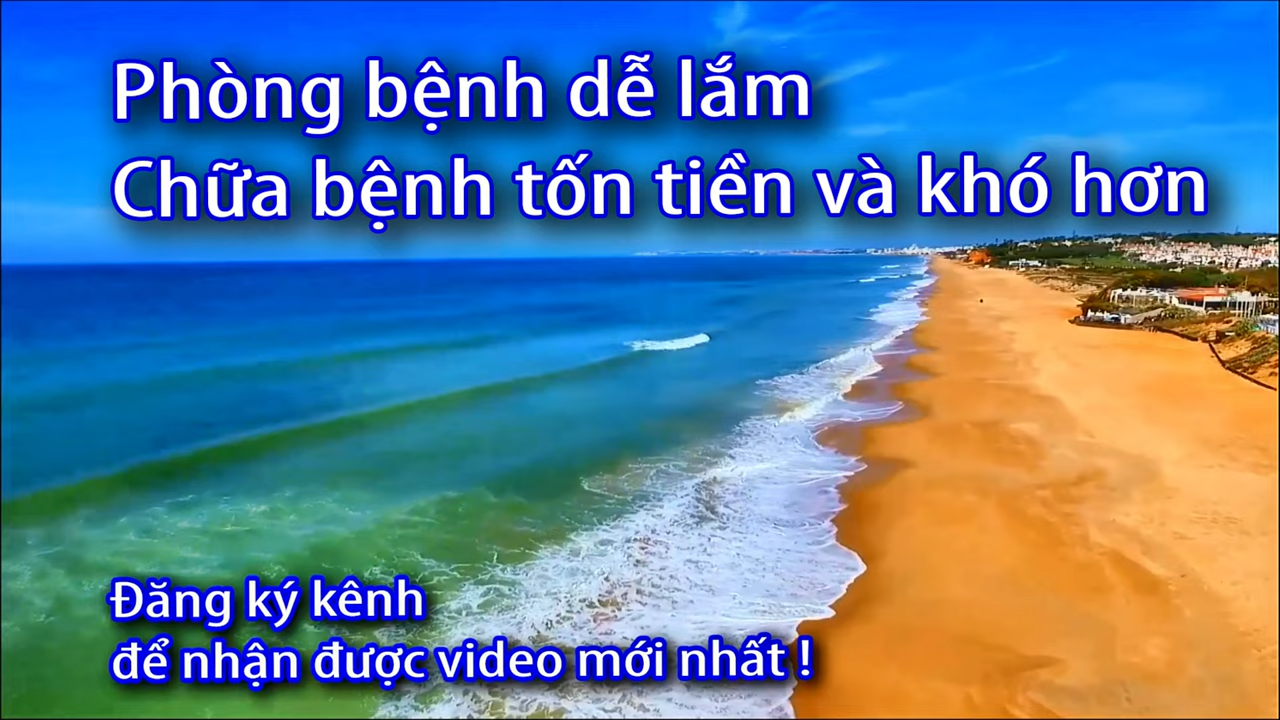 Phòng bệnh dễ lắm
Chữa bệnh tốn tiền và khó hơn
Đăng ký kênh
để nhận được video mới nhất !